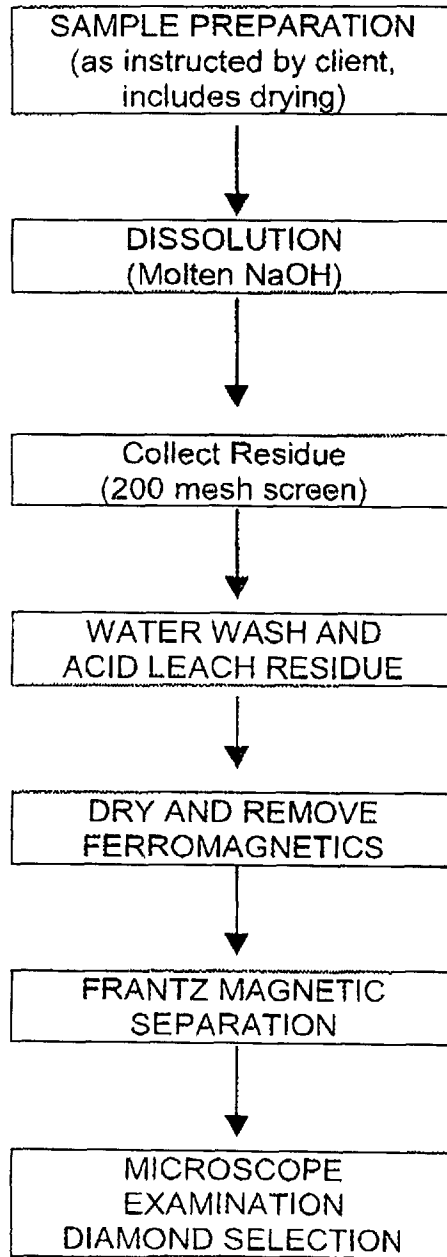 SAMPLE PREPARATION
(as instructed by client,
includes drying)
DISSOLUTION
(Molten NaOH)
Collect Residue
(200 mesh screen)
WATER WASH AND
ACID LEACH RESIDUE
DRY AND REMOVE
FERROMAGNETICS
FRANTZ MAGNETIC
SEPARATION
MICROSCOPE
EXAMINATION
DIAMOND SELECTION